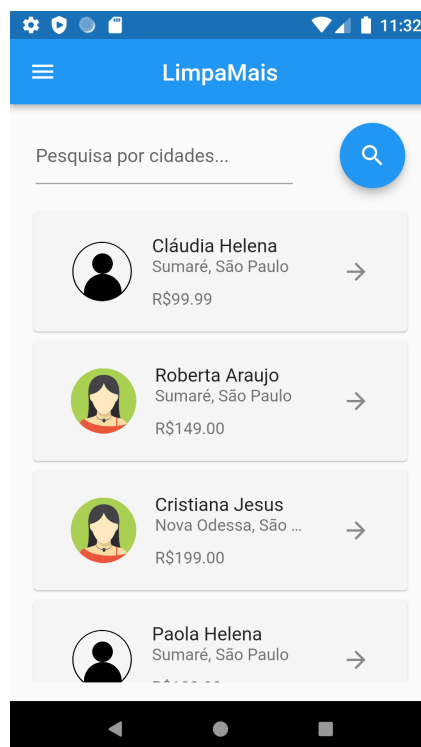 11:32
LimpaMais
Pesquisa por cidades...
Cláudia Helena
Sumaré, São Paulo
R$99.99
Roberta Araujo
Sumaré, São Paulo
R$149.00
Cristiana Jesus
Nova Odessa, São ...
R$199.00
Paola Helena
Sumaré, São Paulo